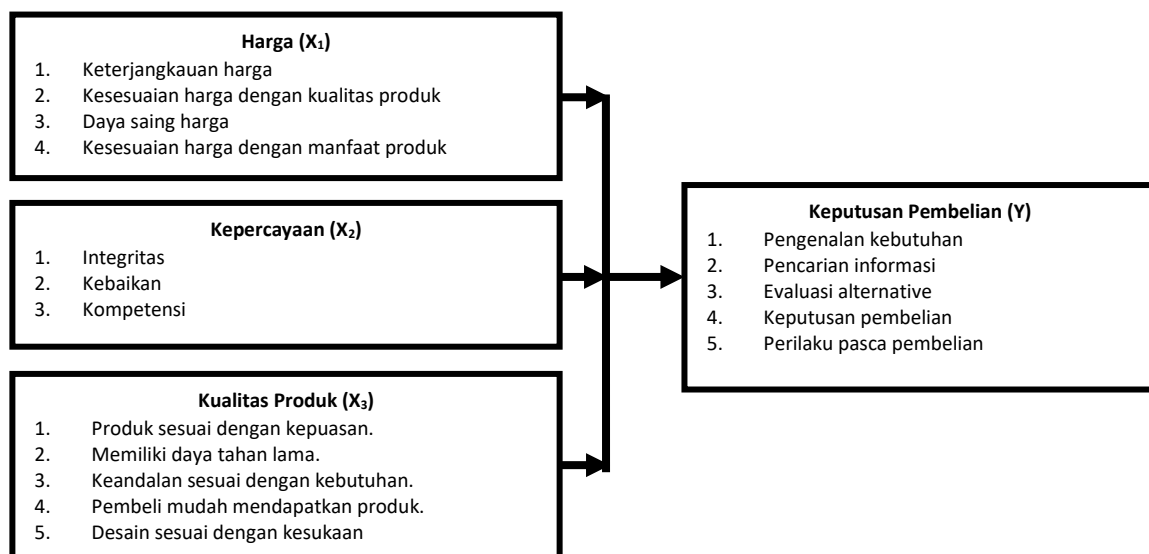 Harga (X₁)
1. Keterjangkauan harga
2. Kesesuaian harga dengan kualitas produk
3. Daya saing harga
4. Kesesuaian harga dengan manfaat produk
Kepercayaan (X₂)
1. Integritas
2. Kebaikan
3. Kompetensi
Kualitas Produk (X₃)
1. Produk sesuai dengan kepuasan.
2. Memiliki daya tahan lama.
3. Keandalan sesuai dengan kebutuhan.
4. Pembeli mudah mendapatkan produk.
5. Desain sesuai dengan kesukaan
Keputusan Pembelian (Y)
1. Pengenalan kebutuhan
2. Pencarian informasi
3. Evaluasi alternative
4. Keputusan pembelian
5. Perilaku pasca pembelian